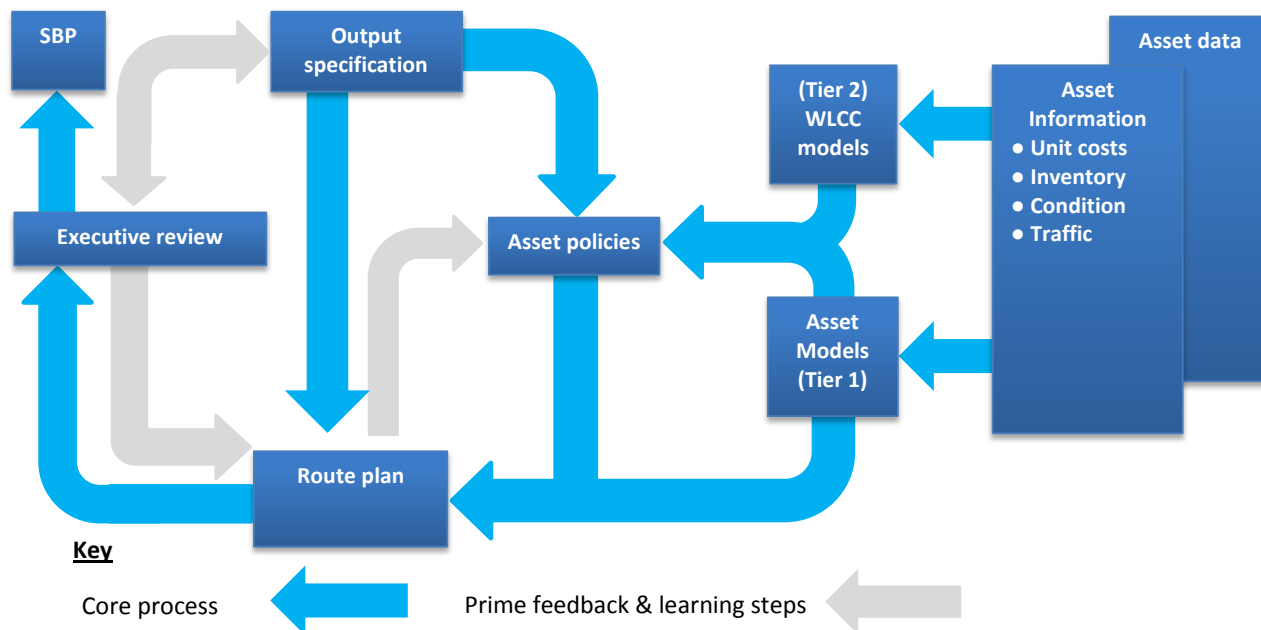 SBP
Output
specification
Asset data
(Tier 2)
WLCC
models
Asset
Information
● Unit costs
● Inventory
● Condition
● Traffic
Executive review
Asset policies
Asset
Models
(Tier 1)
Route plan
Key
Core process
Prime feedback & learning steps